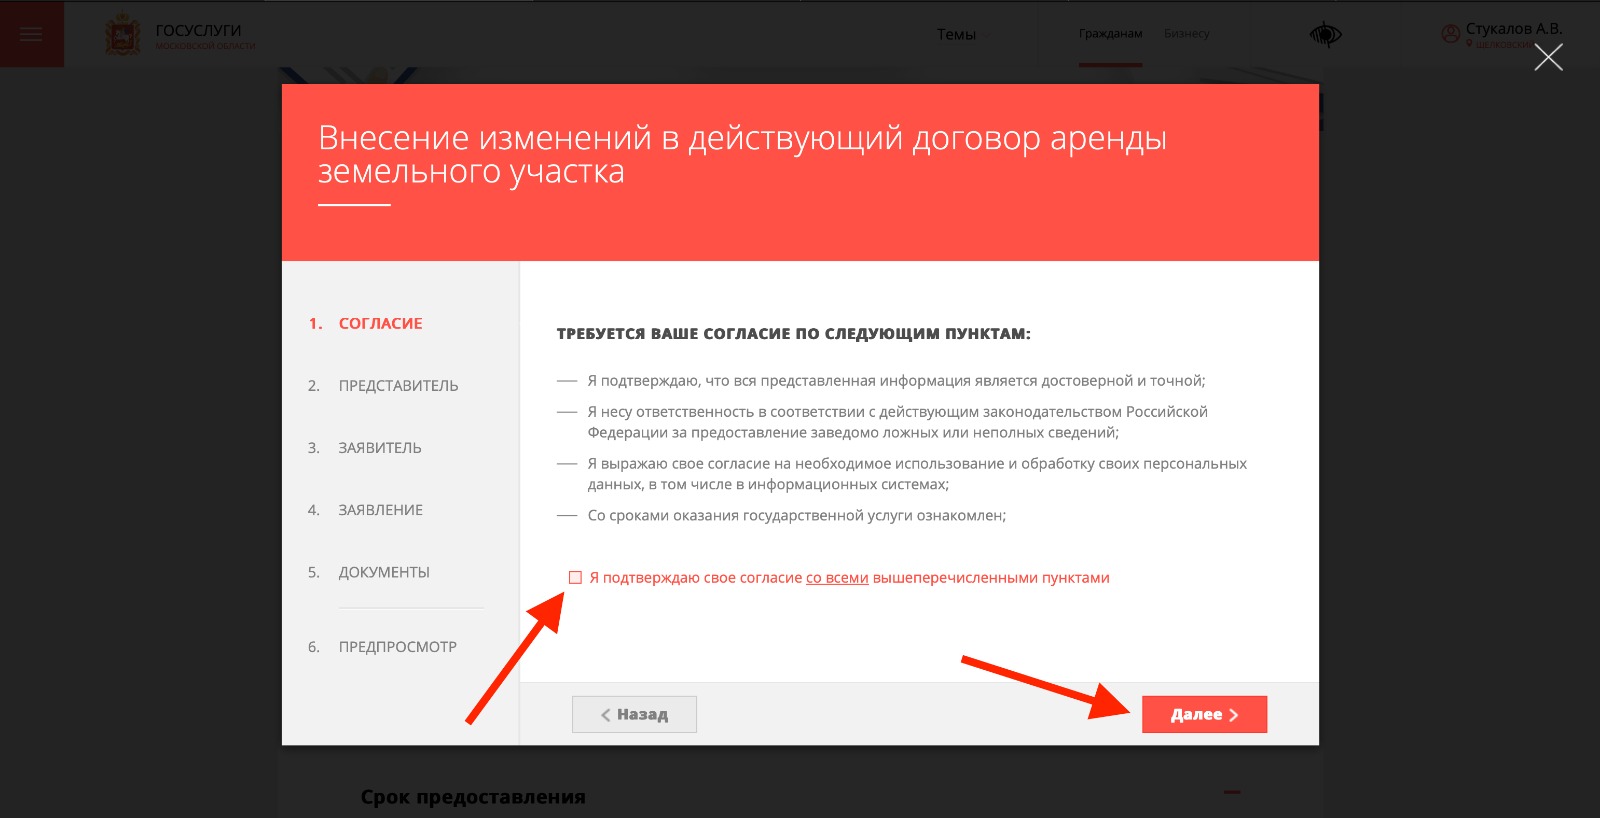 ГОСУСЛУГИ
МОСКОВСКОЙ ОБЛАСТИ
Темы
Гражданам
Бизнесу
Стукалов А.В.
ЩЕЛКОВСКИЙ
Внесение изменений в действующий договор аренды
земельного участка
1. СОГЛАСИЕ
2. ПРЕДСТАВИТЕЛЬ
3. ЗАЯВИТЕЛЬ
4. ЗАЯВЛЕНИЕ
5. ДОКУМЕНТЫ
6. ПРЕДПРОСМОТР
ТРЕБУЕТСЯ ВАШЕ СОГЛАСИЕ ПО СЛЕДУЮЩИМ ПУНКТАМ:
— Я подтверждаю, что вся представленная информация является достоверной и точной;
— Я несу ответственность в соответствии с действующим законодательством Российской
Федерации за предоставление заведомо ложных или неполных сведений;
— Я выражаю свое согласие на необходимое использование и обработку своих персональных
данных, в том числе в информационных системах;
— Со сроками оказания государственной услуги ознакомлен;
Я подтверждаю свое согласие со всеми вышеперечисленными пунктами
Назад
Далее
Срок предоставления